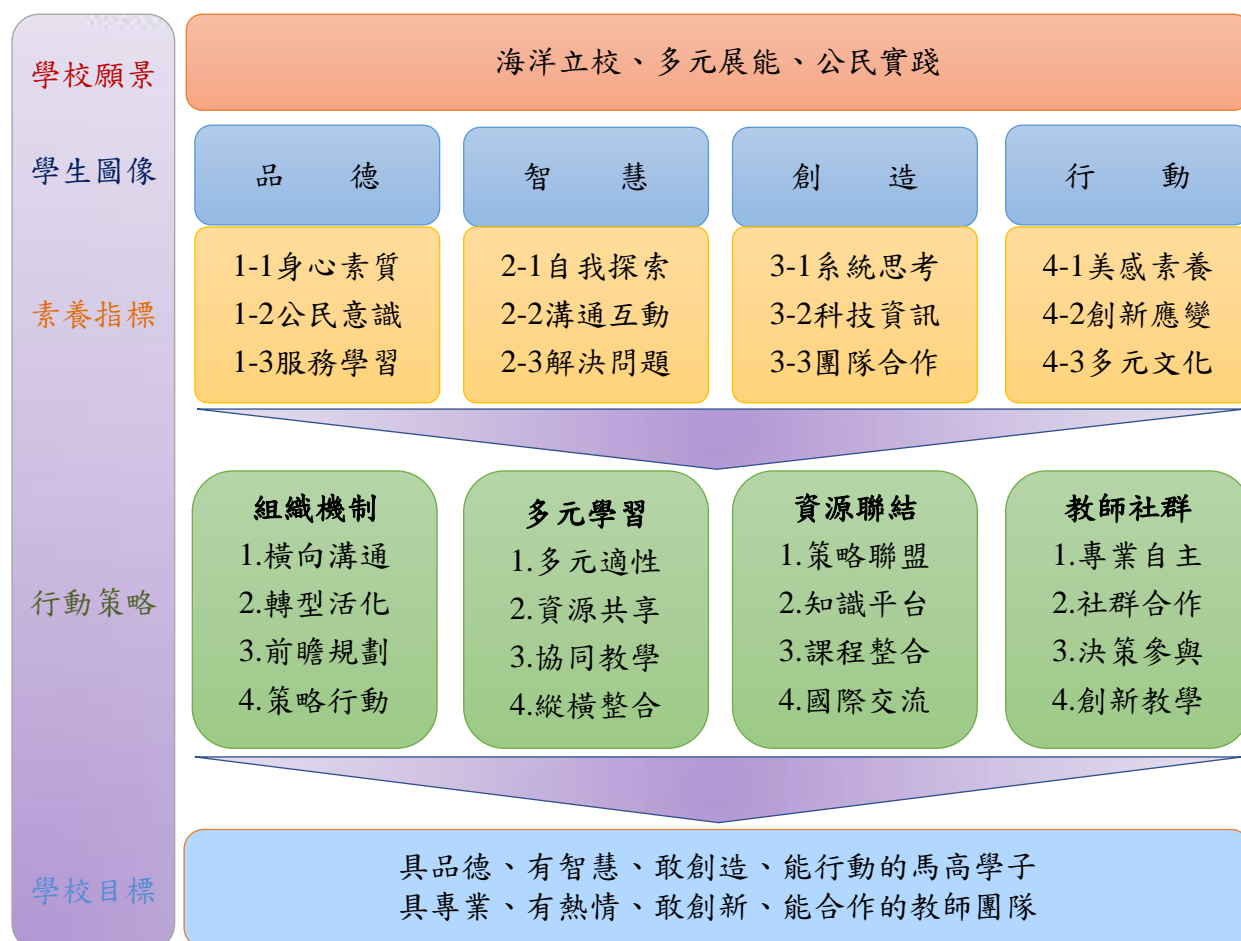 學校願景
海洋立校、多元展能、公民實踐
學生圖像
品 德
智 慧
創 造
行 動
素養指標
1-1身心素質
1-2公民意識
1-3服務學習
2-1自我探索
2-2溝通互動
2-3解決問題
3-1系統思考
3-2科技資訊
3-3團隊合作
4-1美感素養
4-2創新應變
4-3多元文化
行動策略
組織機制
1.橫向溝通
2.轉型活化
3.前瞻規劃
4.策略行動
多元學習
1.多元適性
2.資源共享
3.協同教學
4.縱橫整合
資源聯結
1.策略聯盟
2.知識平台
3.課程整合
4.國際交流
教師社群
1.專業自主
2.社群合作
3.決策參與
4.創新教學
學校目標
具品德、有智慧、敢創造、能行動的馬高學子
具專業、有熱情、敢創新、能合作的教師團隊